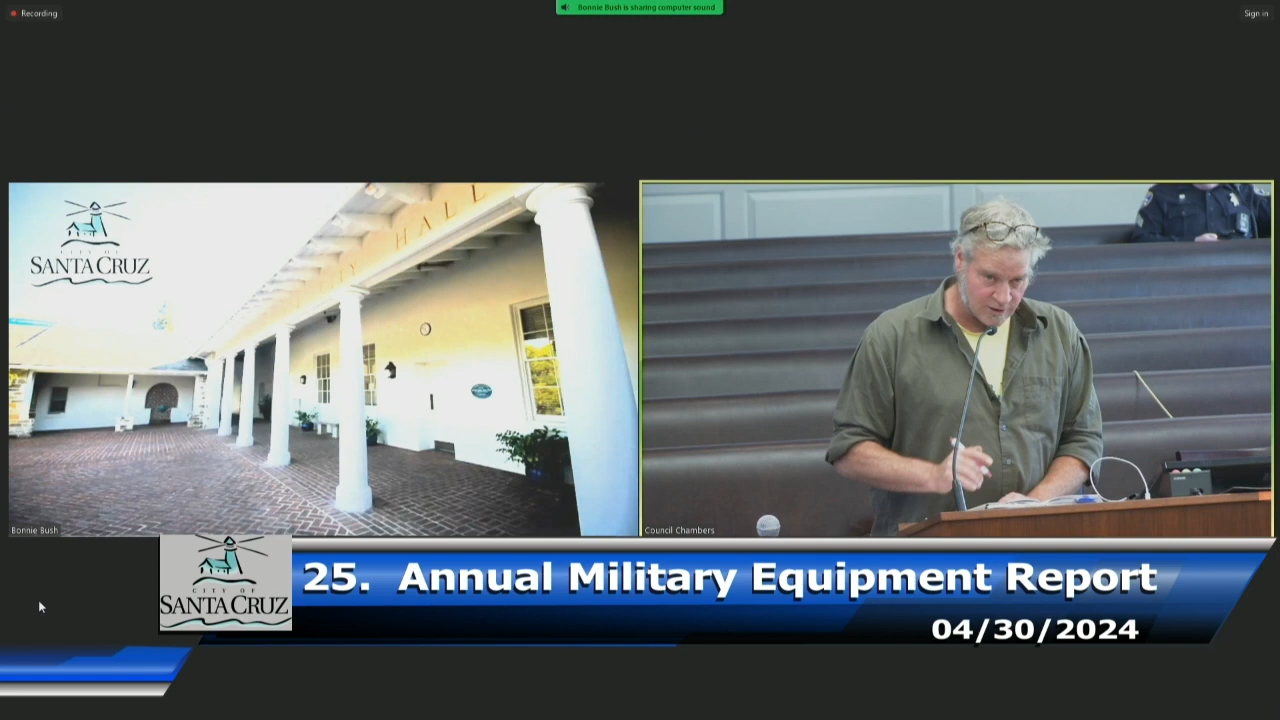 Recording
Bonnie Bush is sharing computer sound
Sign in
CITY OF
SANTA CRUZ
HALL
Bonnie Bush
Council Chambers
CITY OF
SANTA CRUZ
25. Annual Military Equipment Report
04/30/2024